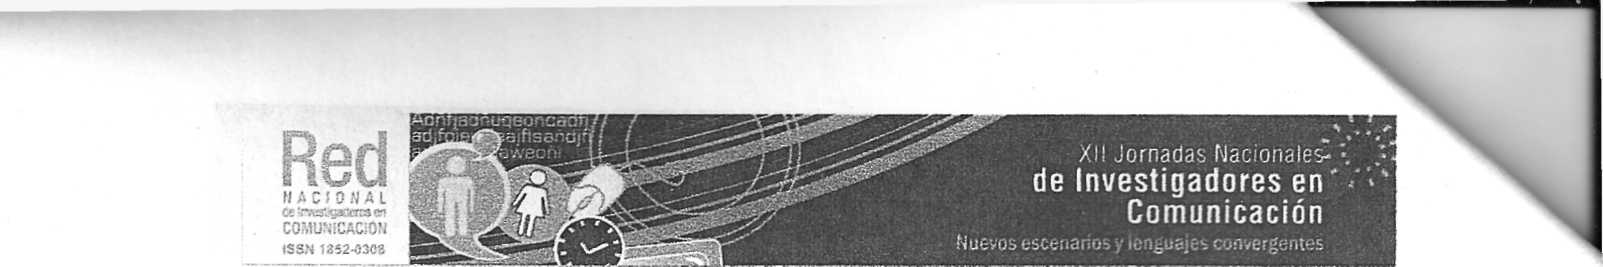 Red
NACIONAL
de Investigadores en
COMUNICACIÓN
ISSN 1852-0308
XII Jornadas Nacionales
de Investigadores en
Comunicación
Nuevos escenarios y lenguajes convergentes